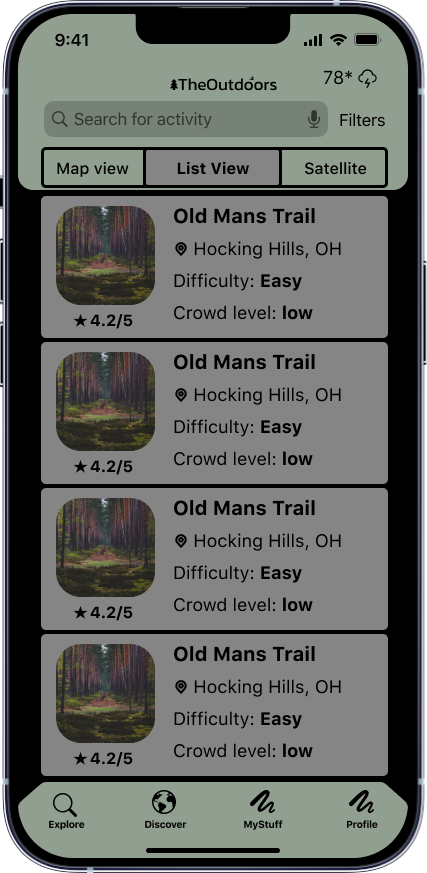 9:41
78*
TheOutdoors
Search for activity
Filters
Map view
List View
Satellite
Old Mans Trail
Hocking Hills, OH
Difficulty: Easy
Crowd level: low
★4.2/5
Old Mans Trail
Hocking Hills, OH
Difficulty: Easy
Crowd level: low
★4.2/5
Old Mans Trail
Hocking Hills, OH
Difficulty: Easy
Crowd level: low
★4.2/5
Old Mans Trail
Hocking Hills, OH
Difficulty: Easy
Crowd level: low
★4.2/5
Explore
Discover
MyStuff
Profile